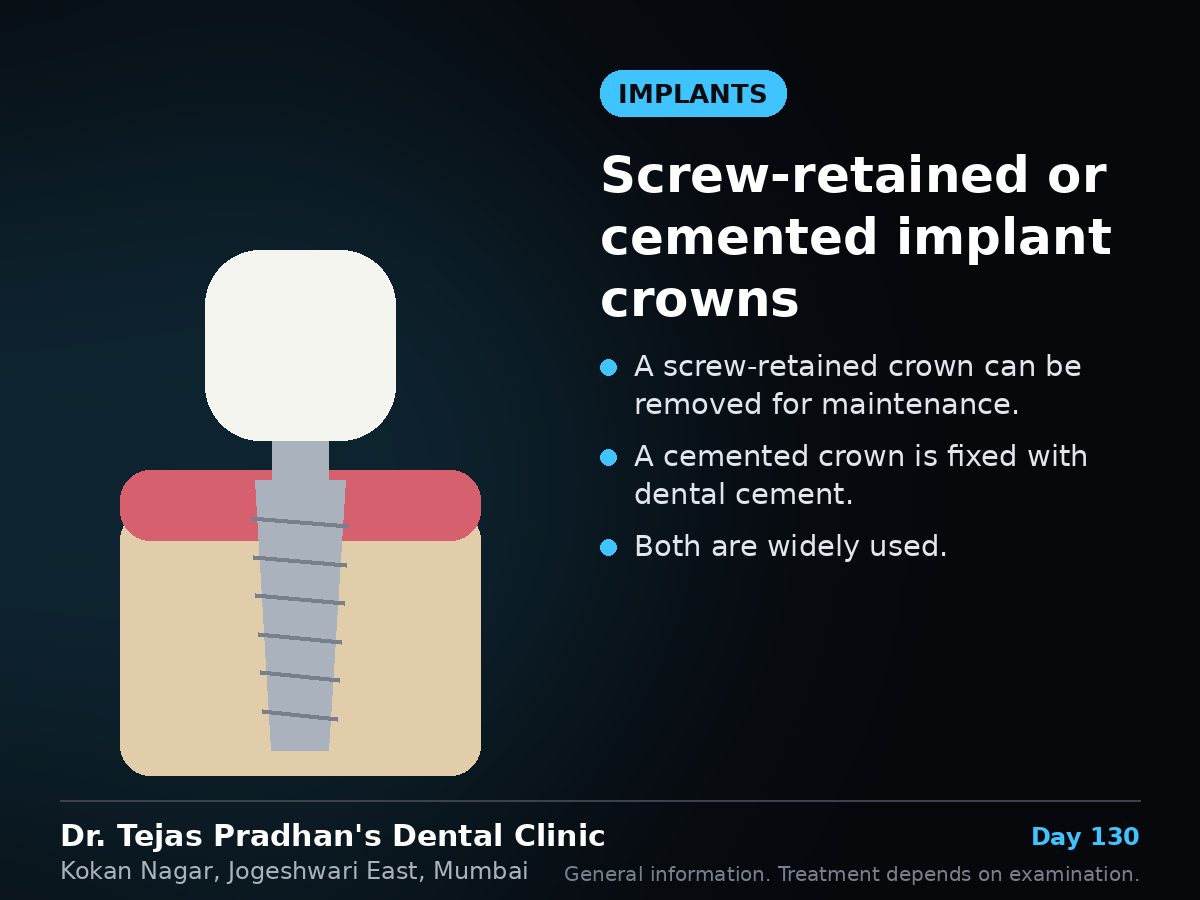 IMPLANTS
Screw-retained or
cemented implant
crowns
A screw-retained crown can be
removed for maintenance.
A cemented crown is fixed with
dental cement.
Both are widely used.
Dr. Tejas Pradhan's Dental Clinic
Day 130
Kokan Nagar, Jogeshwari East, Mumbai
General information. Treatment depends on examination.